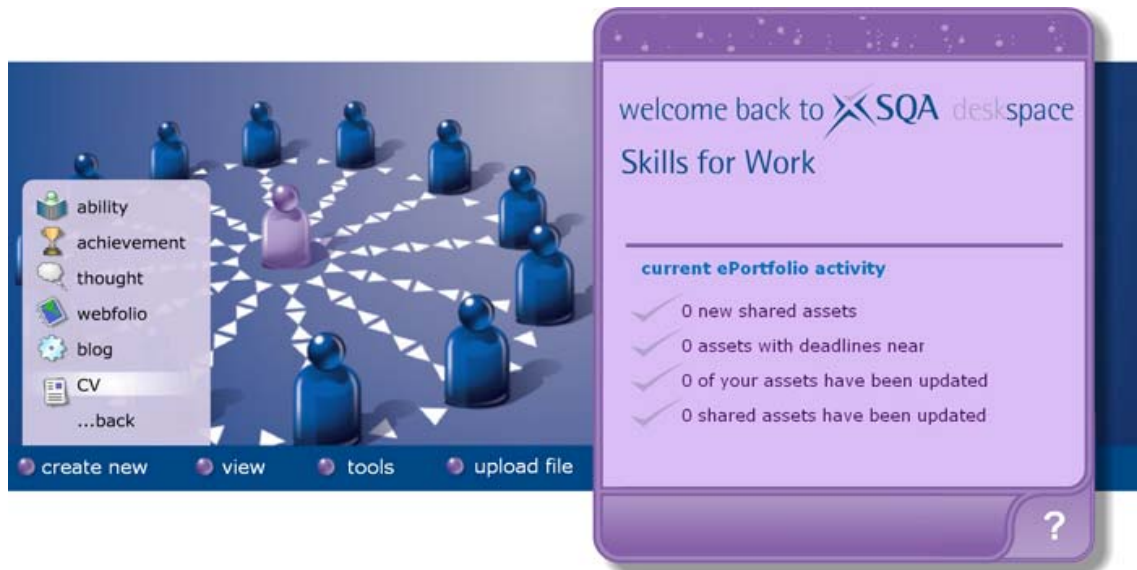 ability
achievement
thought
webfolio
blog
CV
...back
create new
view
tools
upload file
welcome back to SQA deskspace
Skills for Work
current ePortfolio activity
0 new shared assets
0 assets with deadlines near
0 of your assets have been updated
0 shared assets have been updated
?